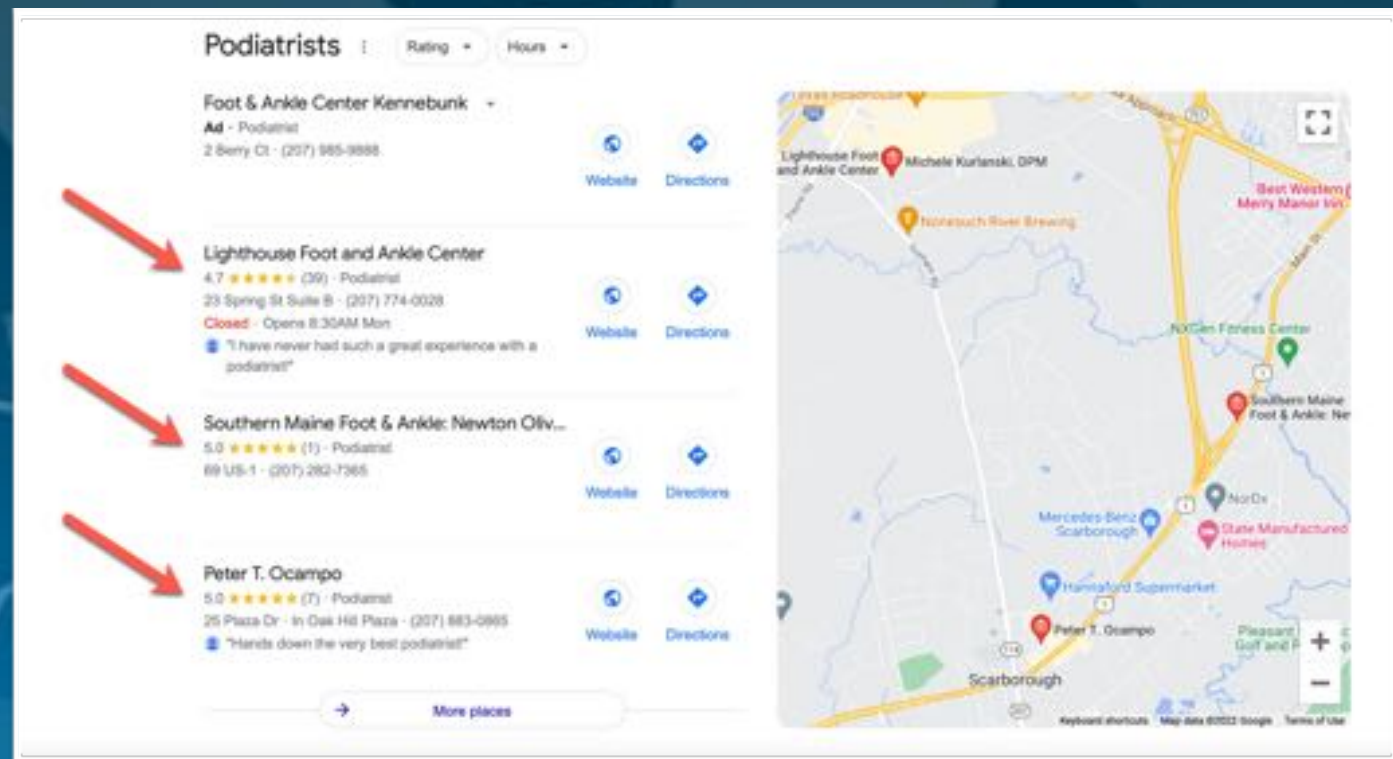 Podiatrists
Rating
Hours
Foot & Ankle Center Kennebunk
Ad · Podiatrist
2 Berry Ct · (207) 985-9888
Website
Directions
Lighthouse Foot and Ankle Center
4.7 (39) · Podiatrist
23 Spring St Suite B · (207) 774-0028
Closed · Opens 8:30AM Mon
"I have never had such a great experience with a
podiatrist!"
Website
Directions
Southern Maine Foot & Ankle: Newton Oliv...
5.0 (1) · Podiatrist
69 US-1 · (207) 282-7365
Website
Directions
Peter T. Ocampo
5.0 (7) · Podiatrist
25 Plaza Dr · In Oak Hill Plaza · (207) 883-0865
"Hands down the very best podiatrist!"
Website
Directions
More places
Lighthouse Foot
and Ankle Center
Michele Kurlanski, DPM
Nonesuch River Brewing
Best Western
Merry Manor Inn
Main St
NXGen Fitness Center
1
Southern Maine
Foot & Ankle: New
NorDx
1
Mercedes-Benz
Scarborough
State Manufactured
Homes
Hannaford Supermarket
1
Peter T. Ocampo
114
Pleasant
Golf and
Scarborough
Keyboard shortcuts
Map data ©2022 Google
Terms of Use